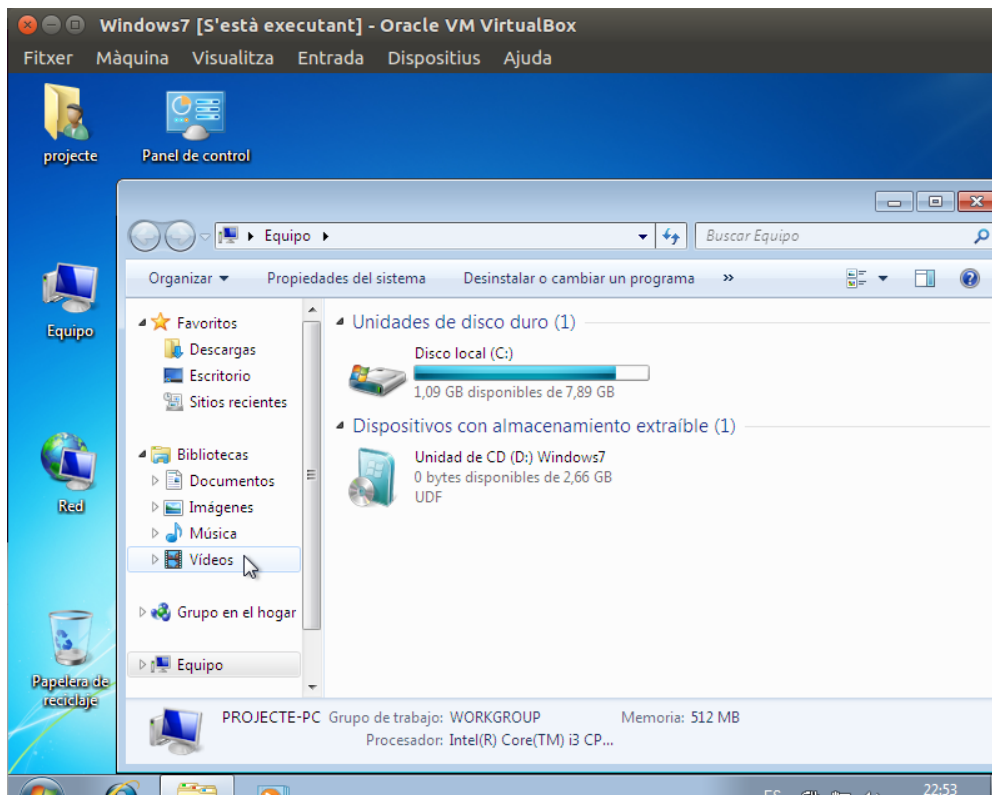 Windows7 [S'està executant] - Oracle VM VirtualBox
Fitxer Màquina Visualitza Entrada Dispositius Ajuda
projecte
Panel de control
Equipo
Buscar Equipo
Organizar Propiedades del sistema Desinstalar o cambiar un programa »
Equipo
Red
Papelera de
reciclaje
Favoritos
Descargas
Escritorio
Sitios recientes
Bibliotecas
Documentos
Imágenes
Música
Vídeos
Grupo en el hogar
Equipo
Unidades de disco duro (1)
Disco local (C:)
1,09 GB disponibles de 7,89 GB
Dispositivos con almacenamiento extraíble (1)
Unidad de CD (D:) Windows7
0 bytes disponibles de 2,66 GB
UDF
PROJECTE-PC Grupo de trabajo: WORKGROUP Memoria: 512 MB
Procesador: Intel(R) Core(TM) i3 CP...
ES 22:53